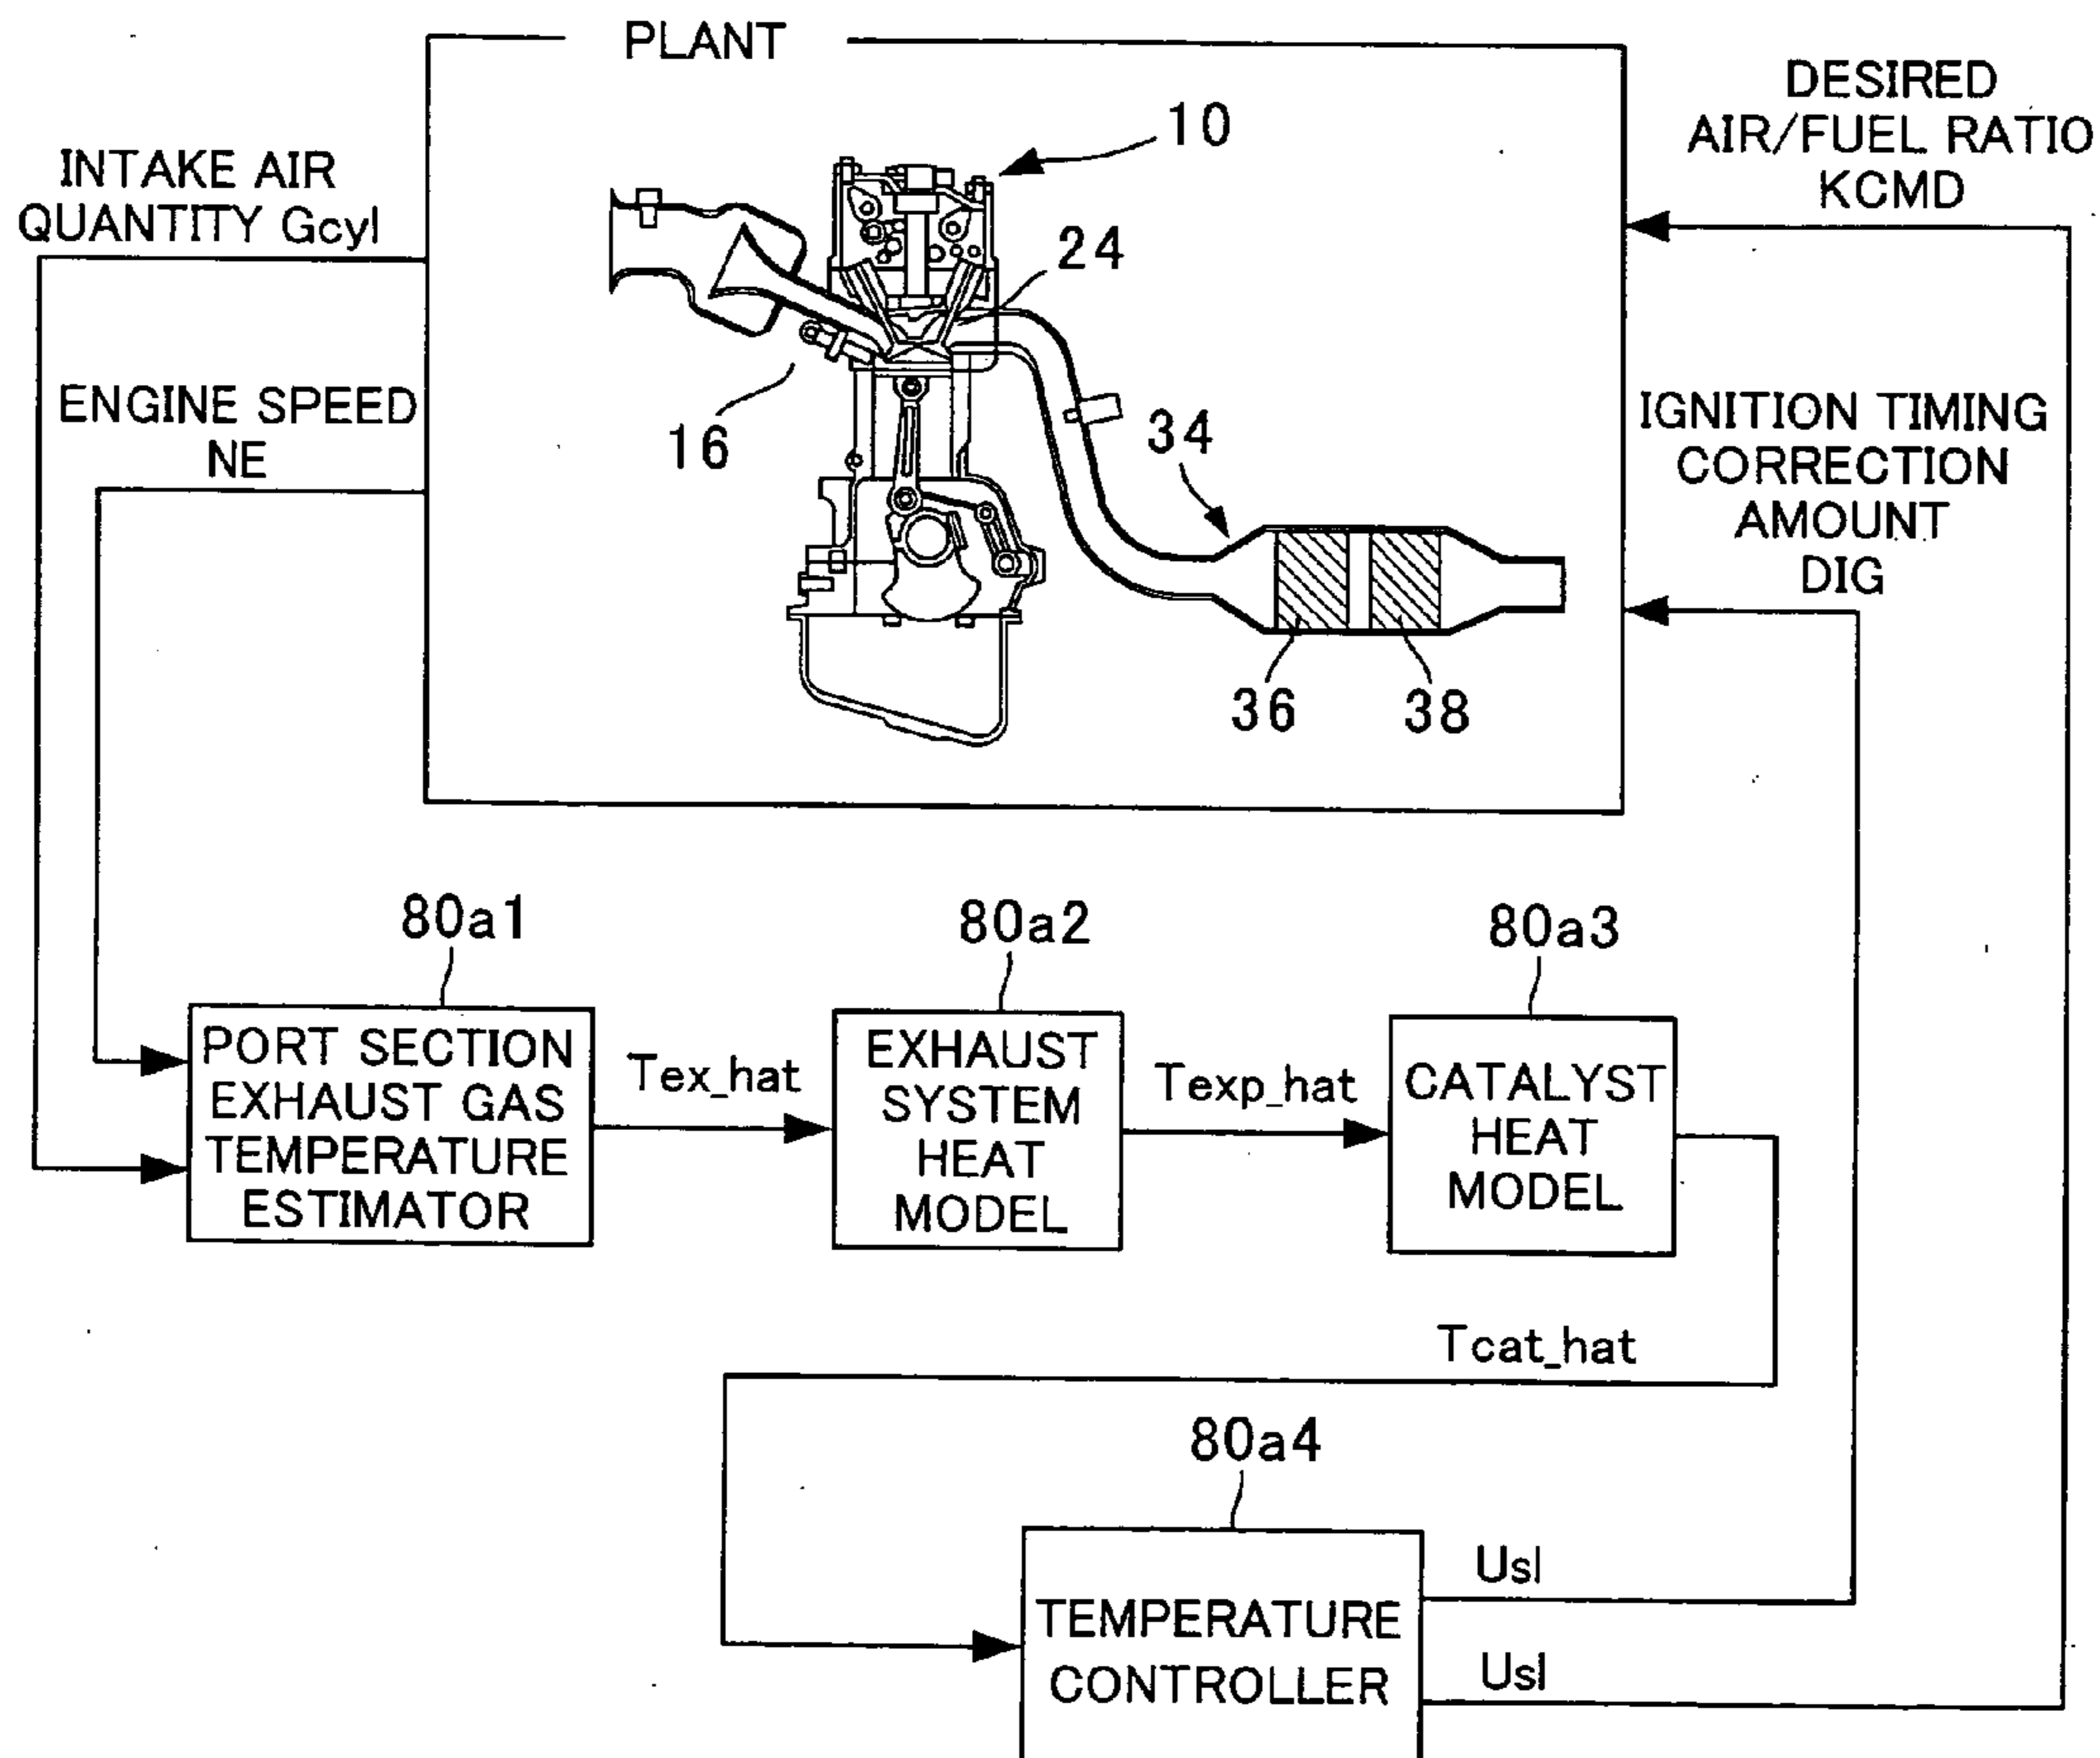 PLANT
10
DESIRED
AIR/FUEL RATIO
KCMD
INTAKE AIR
QUANTITY Gcyl
24
ENGINE SPEED
NE
16
34
IGNITION TIMING
CORRECTION
AMOUNT
DIG
36
38
80a1
80a2
80a3
PORT SECTION
EXHAUST GAS
TEMPERATURE
ESTIMATOR
Tex_hat
EXHAUST
SYSTEM
HEAT
MODEL
Texp_hat
CATALYST
HEAT
MODEL
Tcat_hat
80a4
TEMPERATURE
CONTROLLER
Usl
Usl